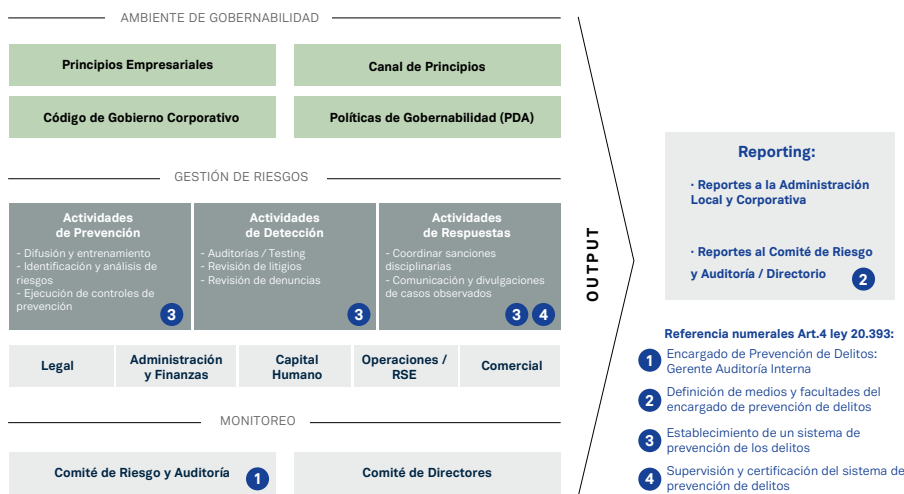 AMBIENTE DE GOBERNABILIDAD
Principios Empresariales
Canal de Principios
Código de Gobierno Corporativo
Políticas de Gobernabilidad (PDA)
GESTIÓN DE RIESGOS
Actividades
de Prevención
- Difusión y entrenamiento
- Identificación y análisis de
riesgos
- Ejecución de controles de
prevención
3
Actividades
de Detección
- Auditorías / Testing
- Revisión de litigios
- Revisión de denuncias
3
Actividades
de Respuestas
- Coordinar sanciones
disciplinarias
- Comunicación y divulgaciones
de casos observados
3 4
Legal
Administración
y Finanzas
Capital
Humano
Operaciones /
RSE
Comercial
MONITOREO
Comité de Riesgo y Auditoría
1
Comité de Directores
OUTPUT
Reporting:
· Reportes a la Administración
Local y Corporativa
· Reportes al Comité de Riesgo
y Auditoría / Directorio
2
Referencia numerales Art.4 ley 20.393:
1 Encargado de Prevención de Delitos:
Gerente Auditoría Interna
2 Definición de medios y facultades del
encargado de prevención de delitos
3 Establecimiento de un sistema de
prevención de los delitos
4 Supervisión y certificación del sistema de
prevención de delitos